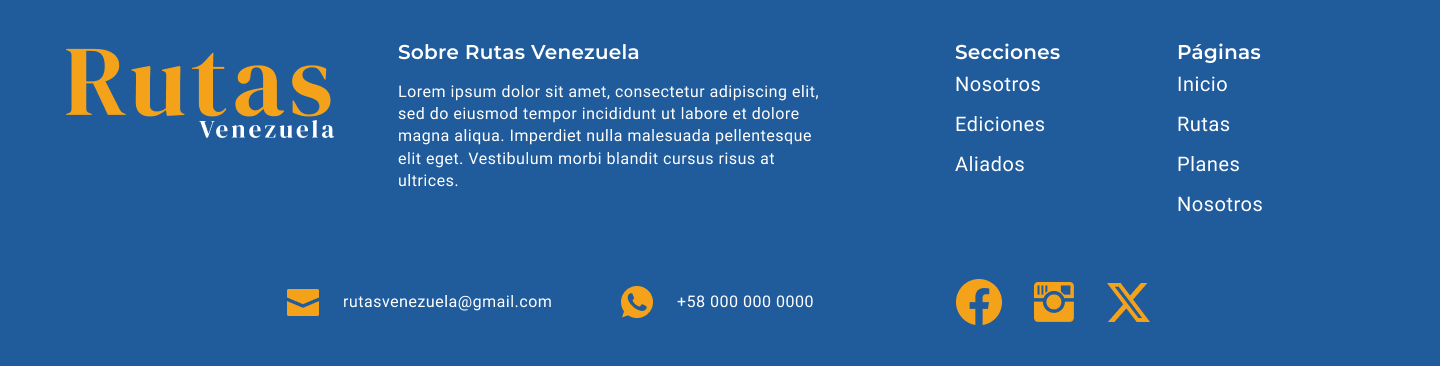 Rutas
Venezuela
Sobre Rutas Venezuela
Lorem ipsum dolor sit amet, consectetur adipiscing elit,
sed do eiusmod tempor incididunt ut labore et dolore
magna aliqua. Imperdiet nulla malesuada pellentesque
elit eget. Vestibulum morbi blandit cursus risus at
ultrices.
Secciones
Nosotros
Ediciones
Aliados
Páginas
Inicio
Rutas
Planes
Nosotros
rutasvenezuela@gmail.com
+58 000 000 0000